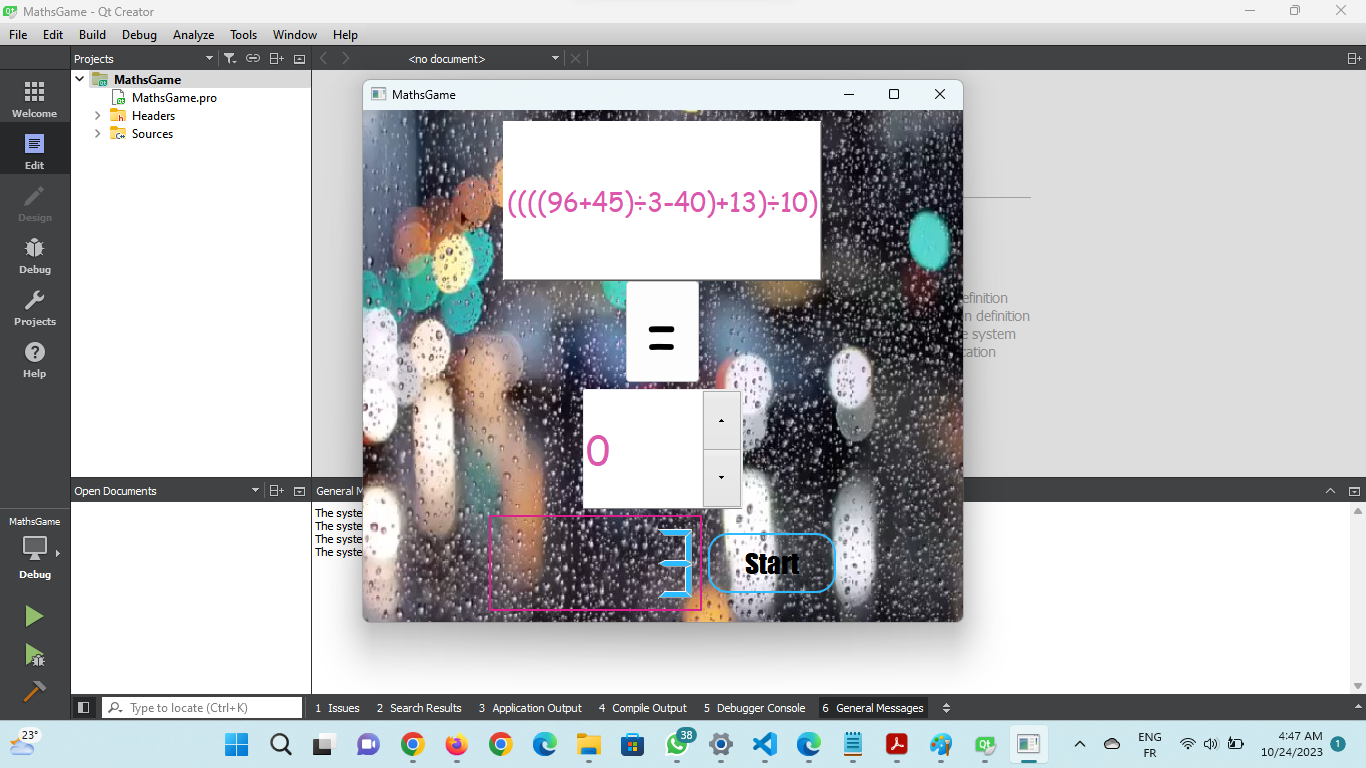 MathsGame - Qt Creator
File Edit Build Debug Analyze Tools Window Help
Projects
<no document>
MathsGame
MathsGame.pro
Headers
Sources
Welcome
Edit
Design
Debug
Projects
Help
MathsGame
((((96+45)÷3-40)+13)÷10)
=
0
3
Start
efinition
n definition
e system
Open Documents
General M
The syste
The syste
The syste
The syste
MathsGame
Debug
Type to locate (Ctrl+K)
1 Issues 2 Search Results 3 Application Output 4 Compile Output 5 Debugger Console 6 General Messages
23°
38
ENG
FR
4:47 AM
10/24/2023
1